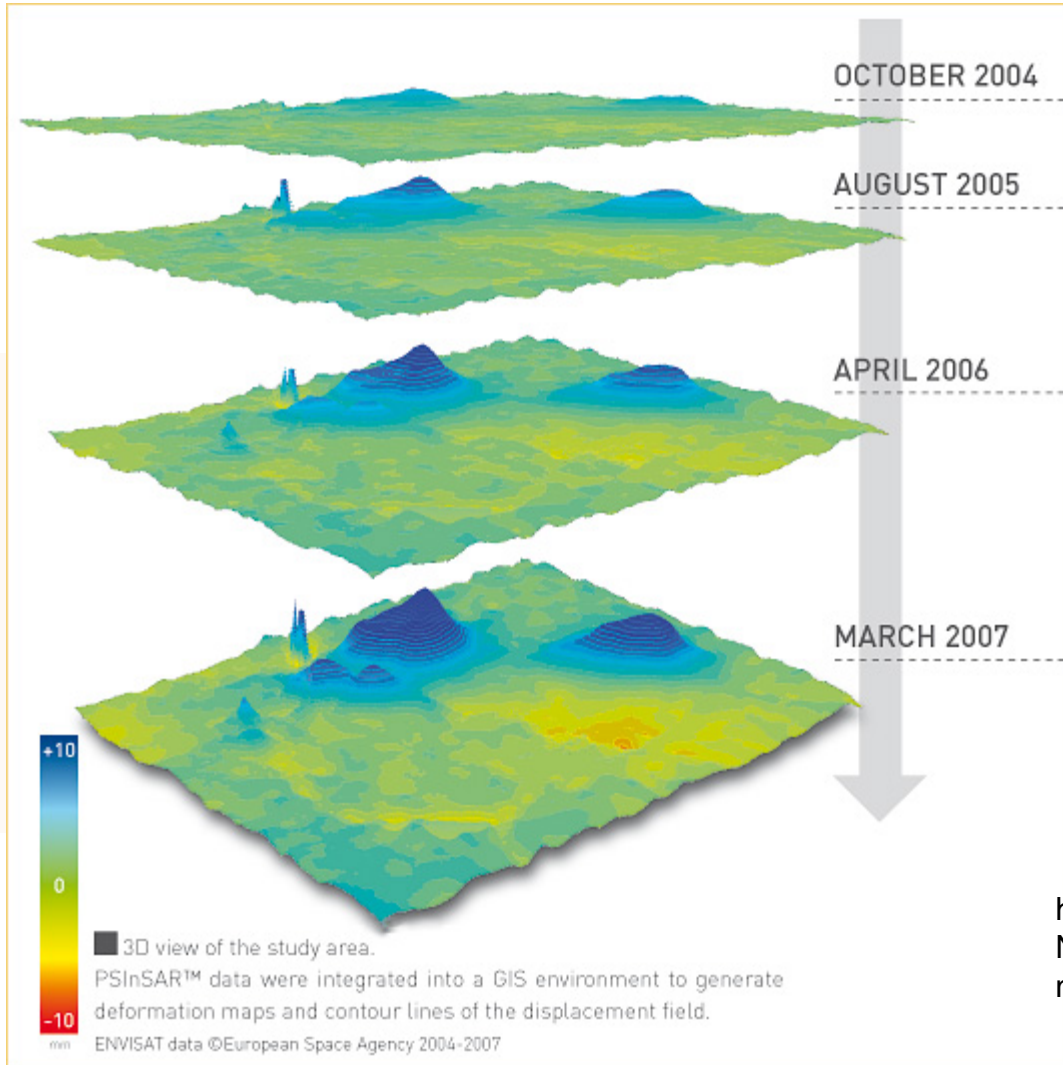 OCTOBER 2004
AUGUST 2005
APRIL 2006
MARCH 2007
+10
0
-10
mm
3D view of the study area.
PSInSAR™ data were integrated into a GIS environment to generate
deformation maps and contour lines of the displacement field.
ENVISAT data ©European Space Agency 2004-2007